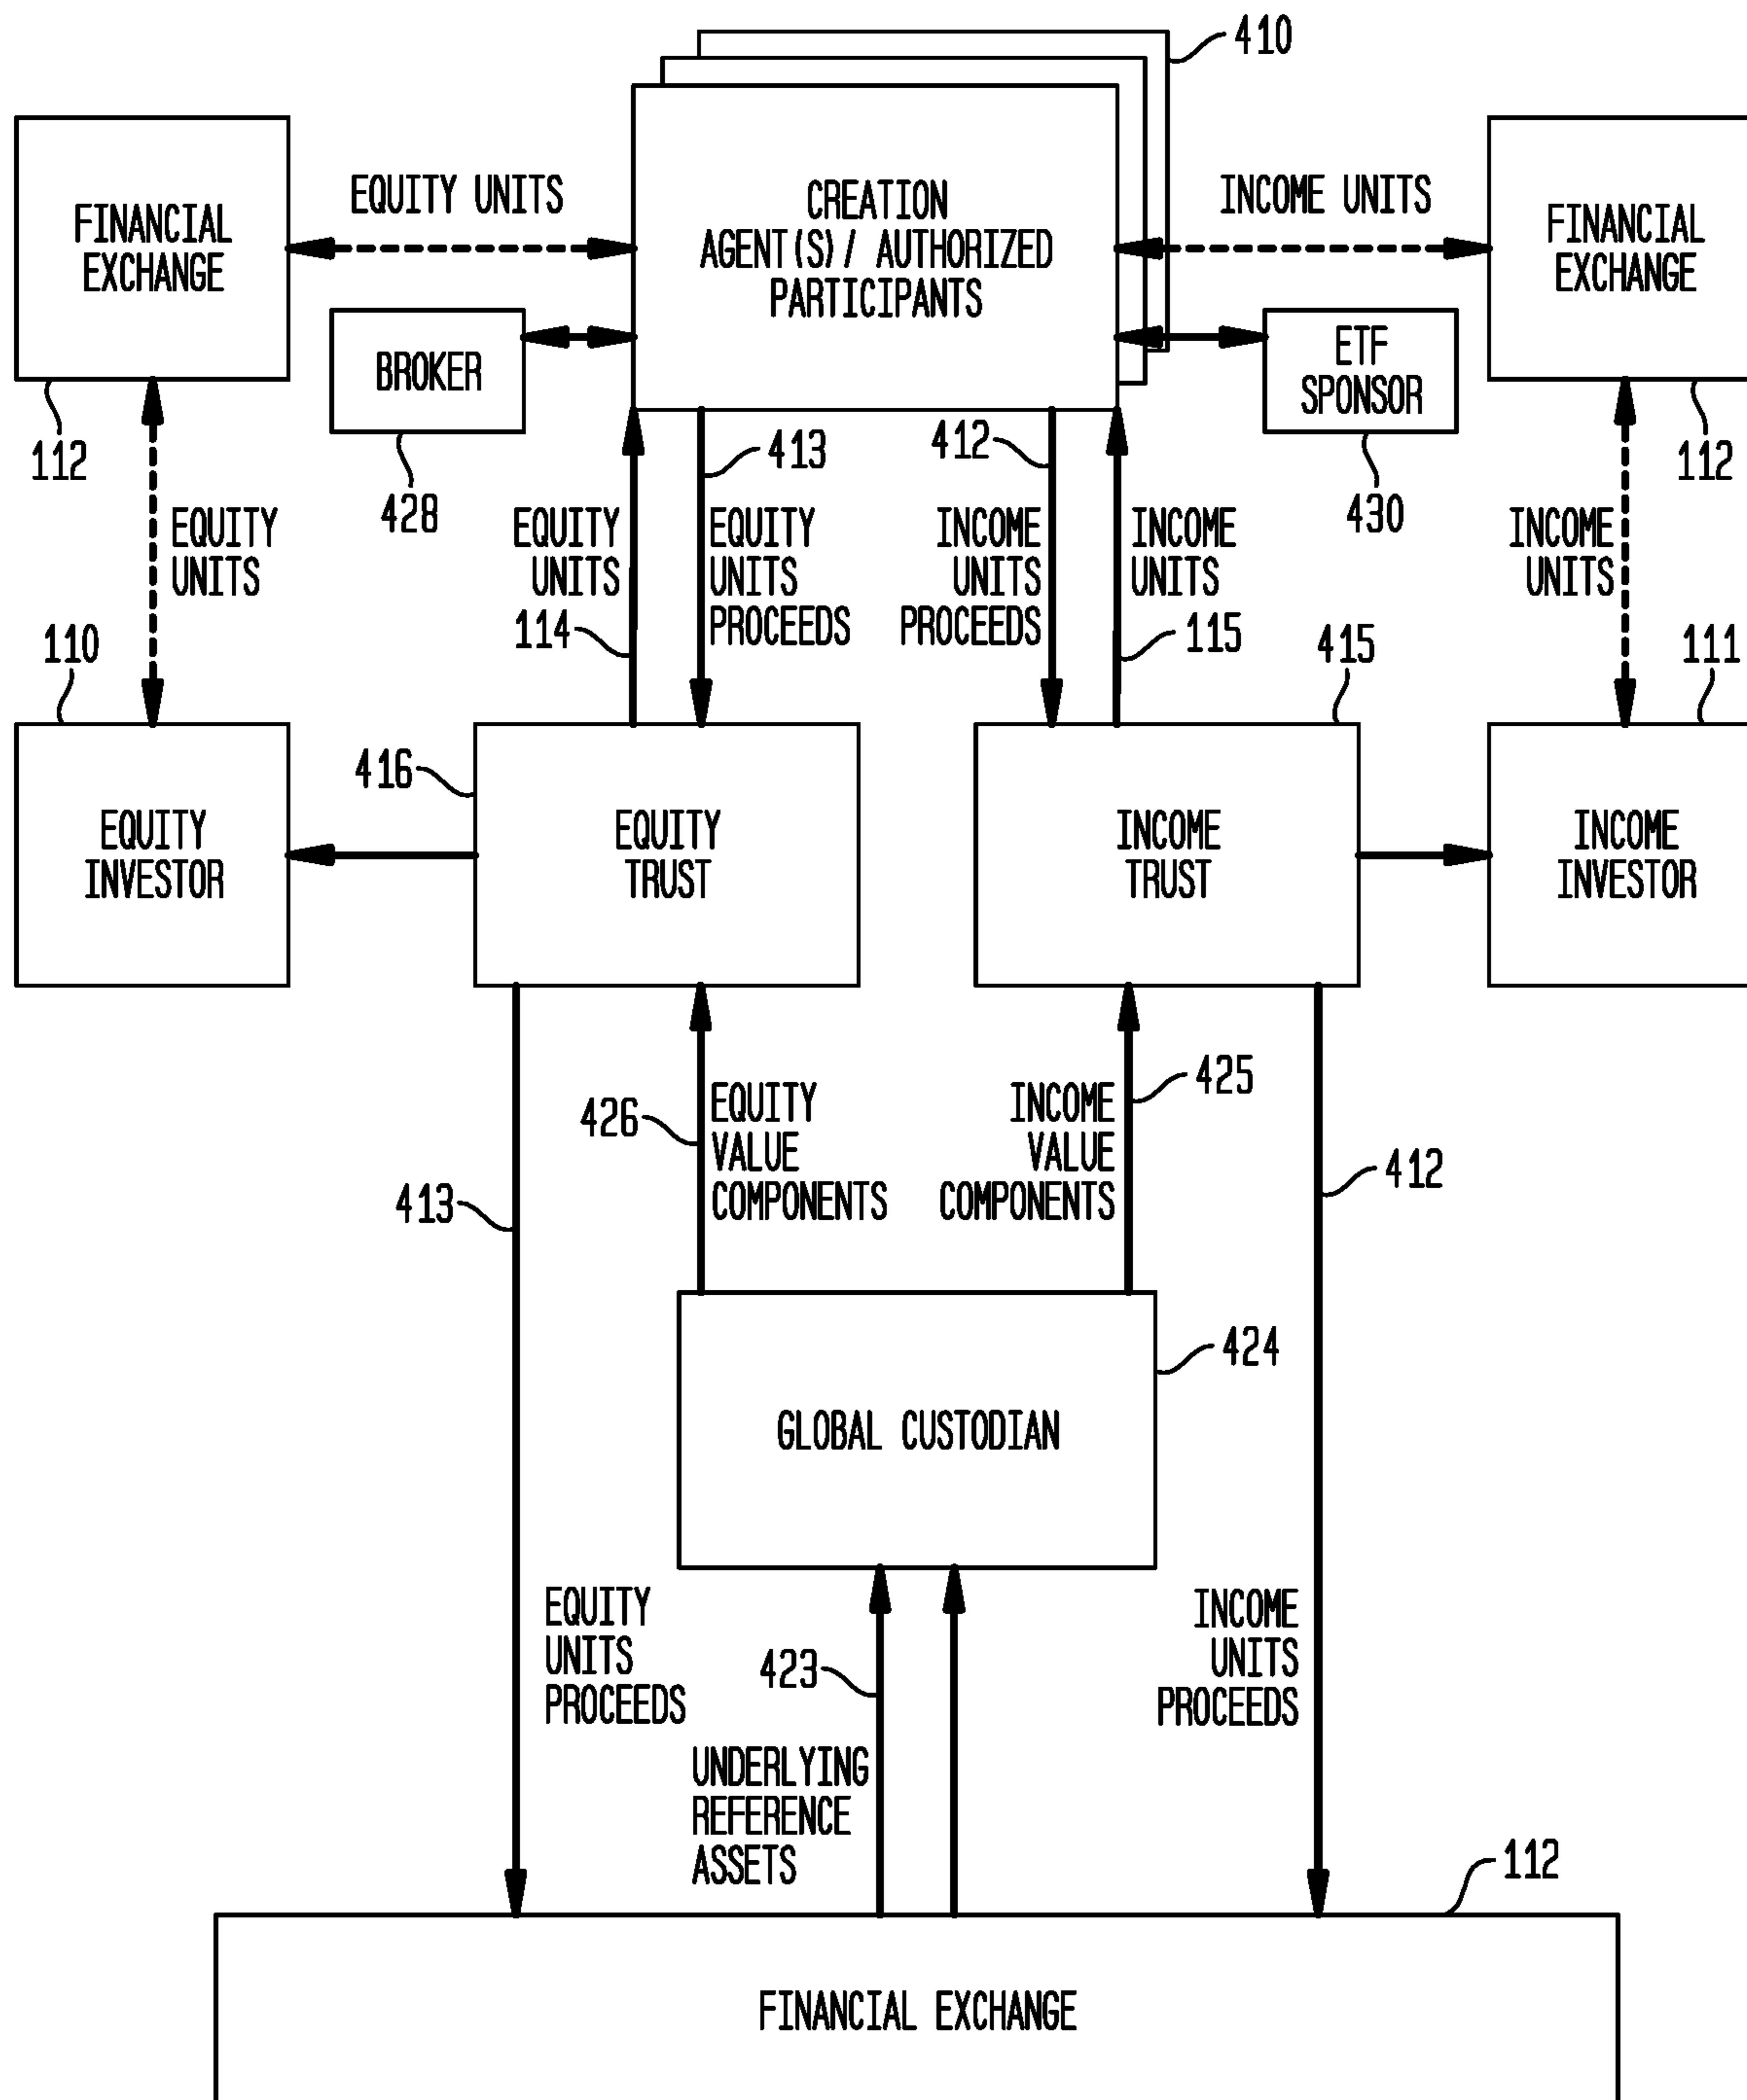 410
FINANCIAL
EXCHANGE
EQUITY UNITS
CREATION
AGENT(S)/ AUTHORIZED
PARTICIPANTS
INCOME UNITS
FINANCIAL
EXCHANGE
BROKER
ETF
SPONSOR
112
428
413
412
430
112
EQUITY
UNITS
EQUITY
UNITS
EQUITY
UNITS
PROCEEDS
INCOME
UNITS
PROCEEDS
INCOME
UNITS
INCOME
UNITS
110
114
115
415
111
416
EQUITY
INVESTOR
EQUITY
TRUST
INCOME
TRUST
INCOME
INVESTOR
426
EQUITY
VALUE
COMPONENTS
INCOME
VALUE
COMPONENTS
425
413
412
424
GLOBAL CUSTODIAN
EQUITY
UNITS
PROCEEDS
423
INCOME
UNITS
PROCEEDS
UNDERLYING
REFERENCE
ASSETS
112
FINANCIAL EXCHANGE